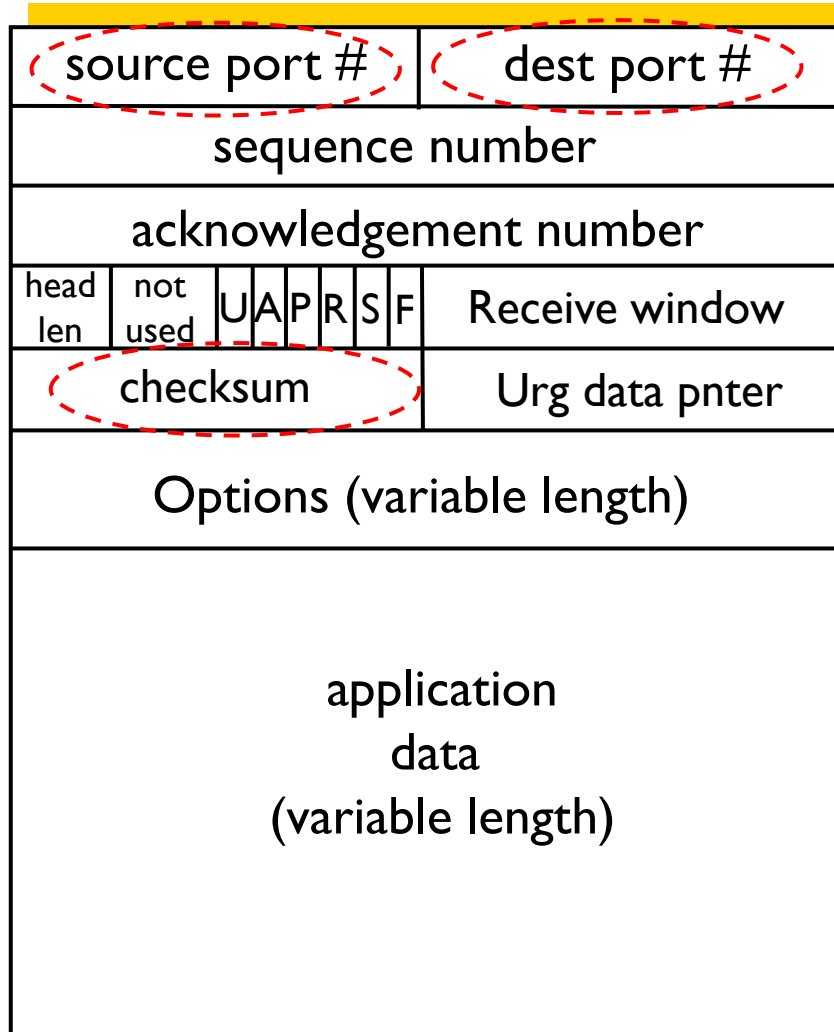 source port # dest port #
sequence number
acknowledgement number
head not U A P R S F Receive window
len used
checksum Urg data pnter
Options (variable length)
application
data
(variable length)